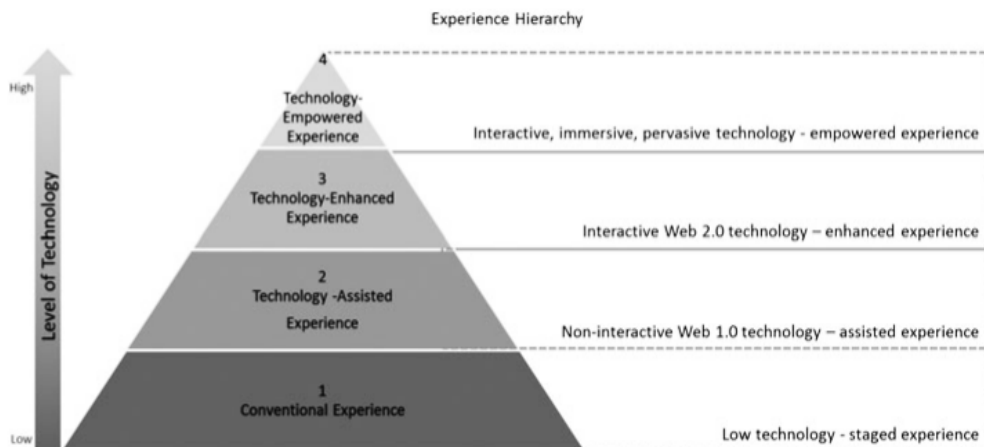 Experience Hierarchy
High
Level of Technology
Low
4
Technology-
Empowered
Experience
Interactive, immersive, pervasive technology - empowered experience
3
Technology-Enhanced
Experience
Interactive Web 2.0 technology – enhanced experience
2
Technology -Assisted
Experience
Non-interactive Web 1.0 technology – assisted experience
1
Conventional Experience
Low technology - staged experience